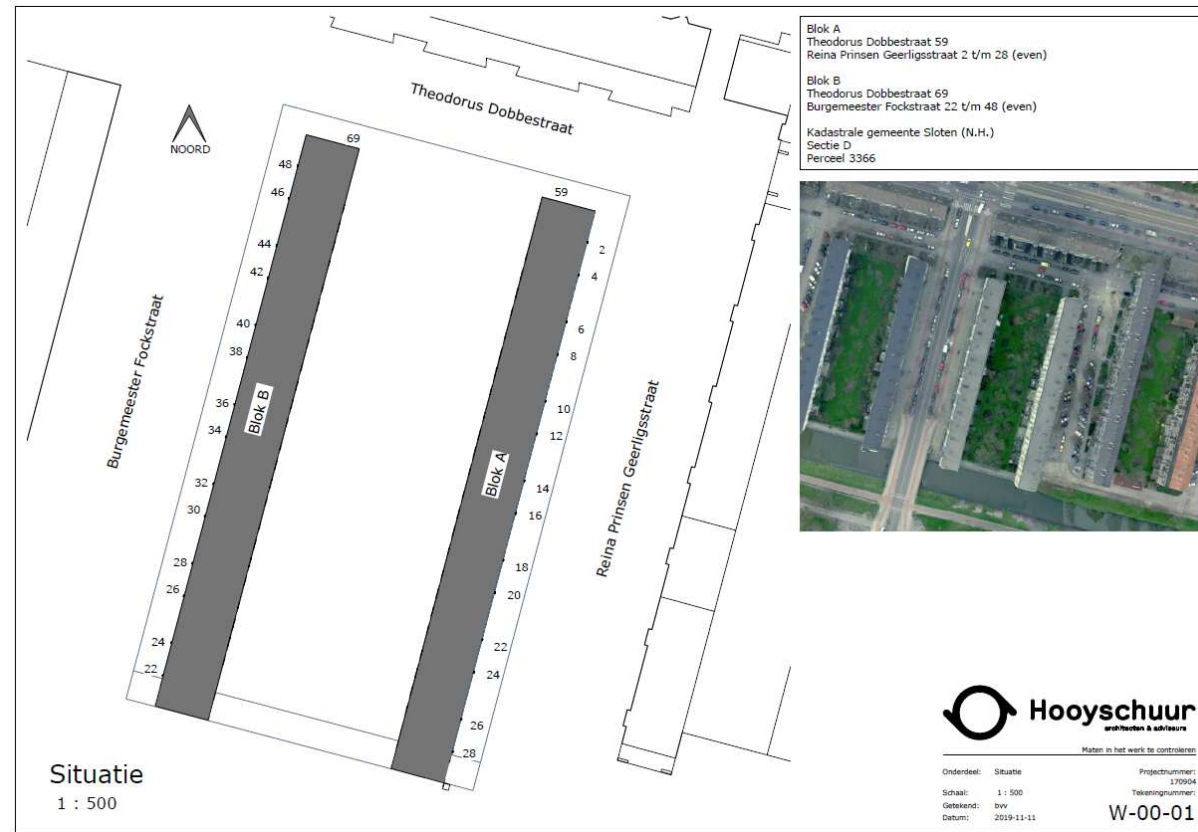 Blok A
Theodorus Dobbestraat 59
Reina Prinsen Geerligsstraat 2 t/m 28 (even)
Blok B
Theodorus Dobbestraat 69
Burgemeester Fockstraat 22 t/m 48 (even)
Kadastrale gemeente Sloten (N.H.)
Sectie D
Perceel 3366
Theodorus Dobbestraat
NOORD
69
59
48
46
44
42
40
38
36
34
32
30
28
26
24
22
Burgemeester Fockstraat
Blok B
Blok A
2
4
6
8
10
12
14
16
18
20
22
24
26
28
Reina Prinsen Geerligsstraat
Situatie
1 : 500
Hooyschuur
architecten & adviseurs
Maten in het werk te controleren
Onderdeel: Situatie
Projectnummer:
170904
Schaal: 1 : 500
Tekeningnummer:
Getekend: bvv
Datum: 2019-11-11
W-00-01